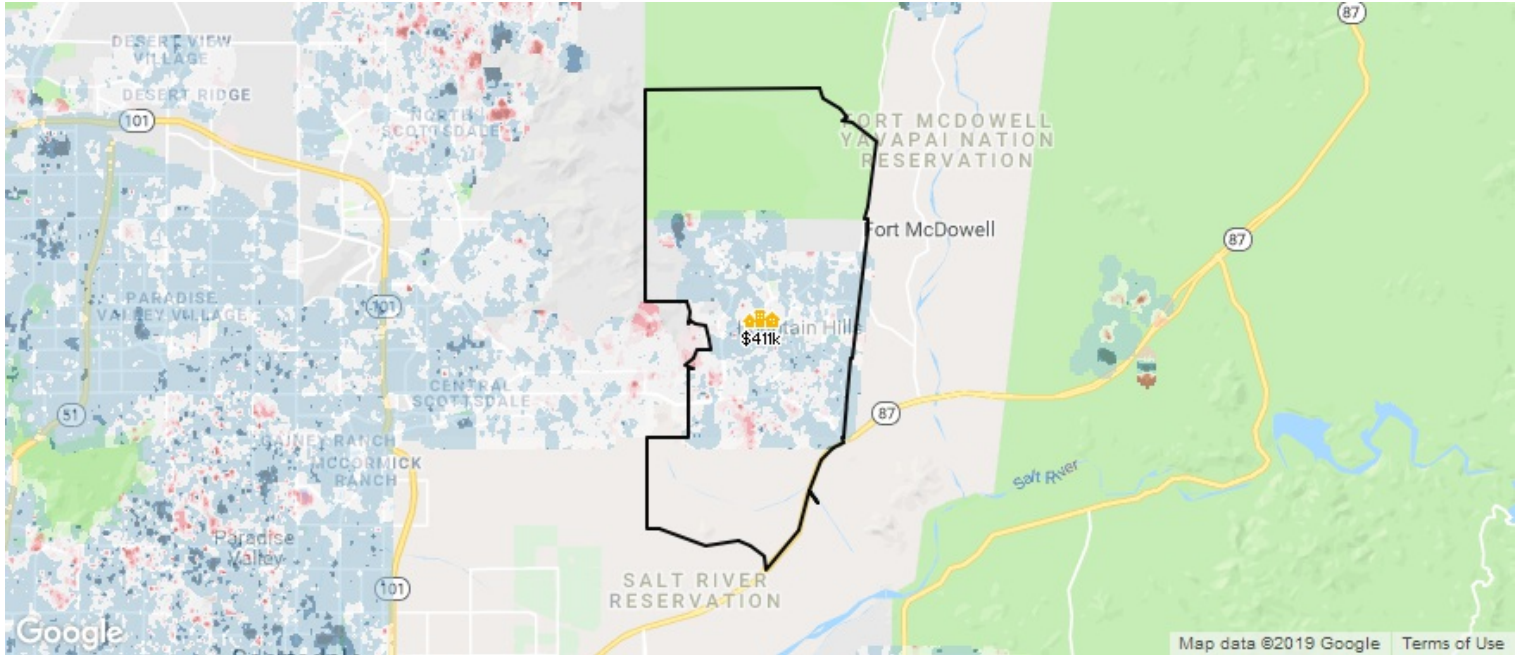 87
DESERT VIEW
VILLAGE
DESERT RIDGE
101
NORTH
SCOTTSDALE
FORT MCDOWELL
YAVAPAI NATION
RESERVATION
Fort McDowell
87
PARADISE
VALLEY VILLAGE
101
Fountain Hills
$411k
CENTRAL
SCOTTSDALE
51
87
GAINEY RANCH
MCCORMICK
RANCH
Salt River
Paradise
Valley
101
SALT RIVER
RESERVATION
Google
Map data ©2019 Google
Terms of Use